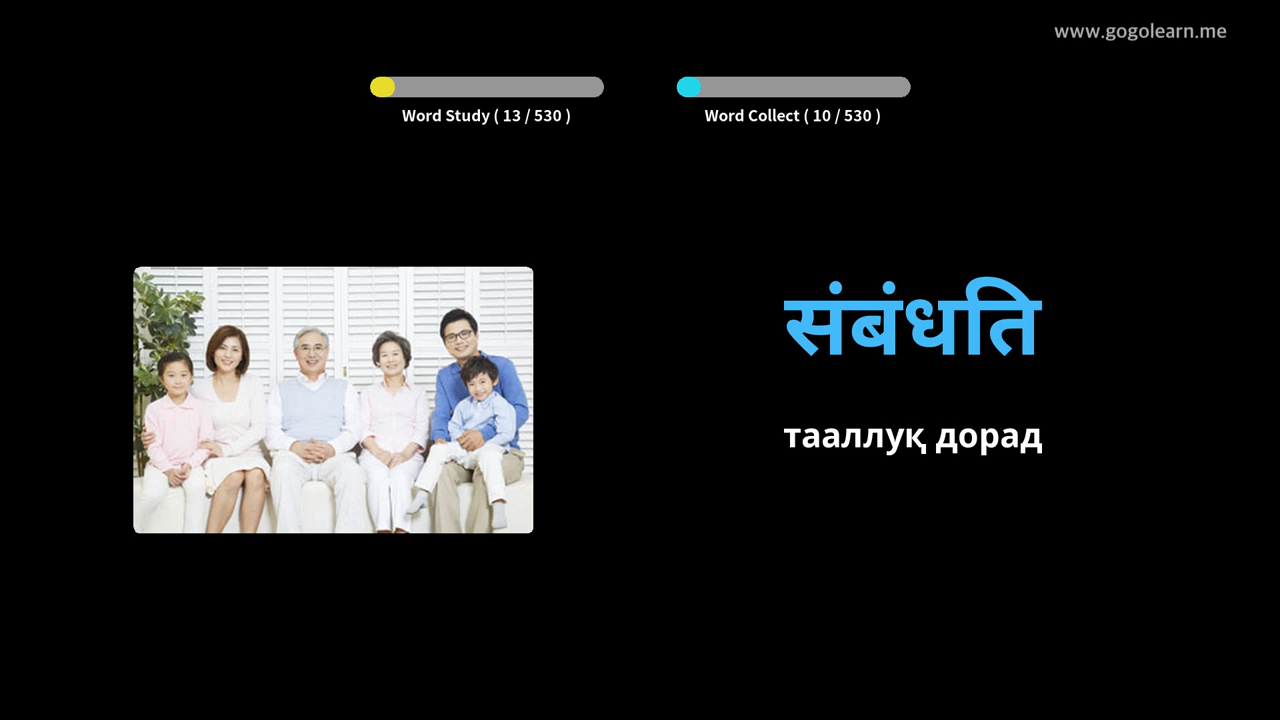 www.gogolearn.me
Word Study ( 13 / 530 )
Word Collect ( 10 / 530 )
संबंधति
тааллуқ дорад